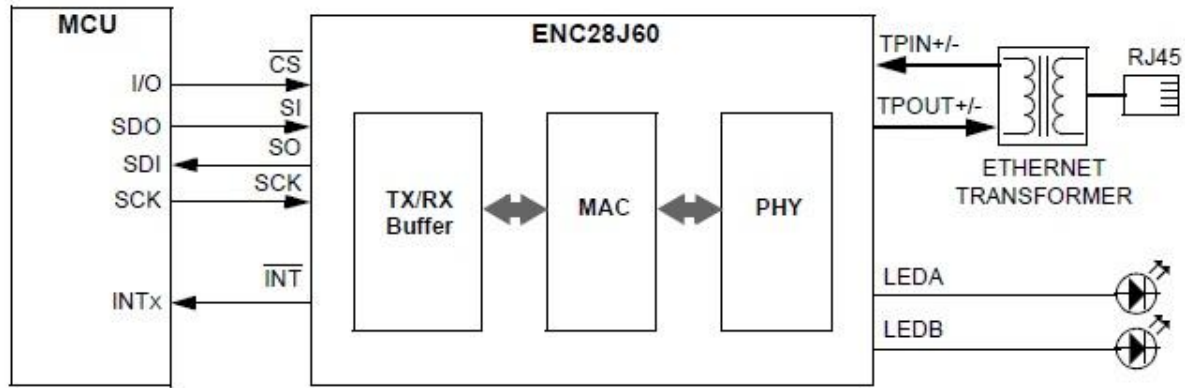 MCU
I/O
SDO
SDI
SCK
INTx
CS
SI
SO
SCK
INT
ENC28J60
TX/RX
Buffer
MAC
PHY
TPIN+/-
TPOUT+/-
RJ45
ETHERNET
TRANSFORMER
LEDA
LEDB